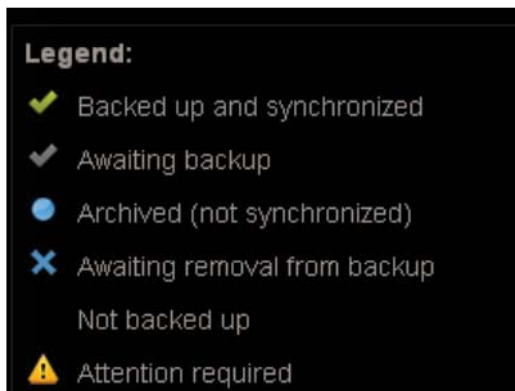 Legend:
Backed up and synchronized
Awaiting backup
Archived (not synchronized)
Awaiting removal from backup
Not backed up
Attention required